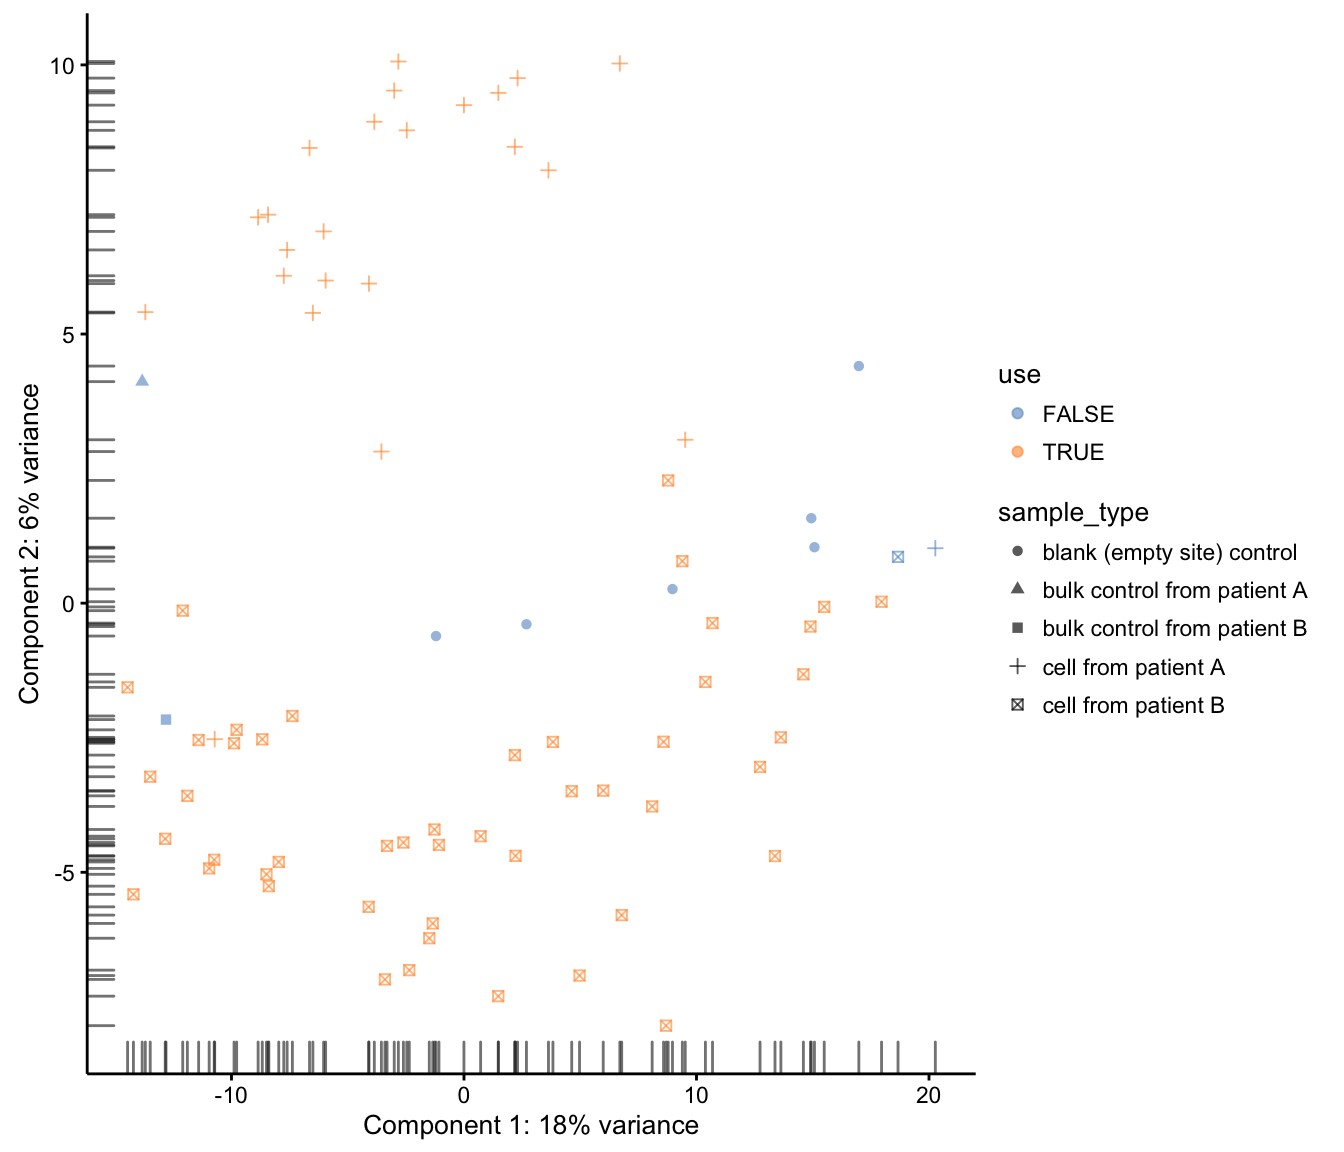 10
5
0
-5
Component 2: 6% variance
-10
0
10
20
Component 1: 18% variance
use
FALSE
TRUE
sample_type
blank (empty site) control
bulk control from patient A
bulk control from patient B
cell from patient A
cell from patient B